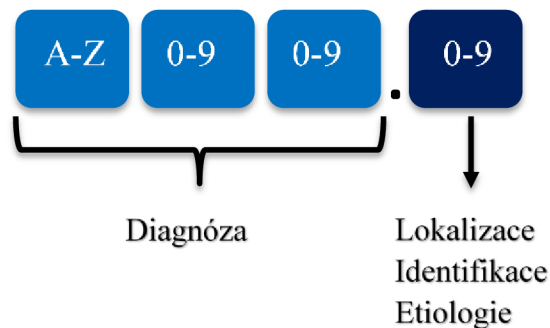 A-Z 0-9 0-9 . 0-9
Diagnóza
Lokalizace
Identifikace
Etiologie